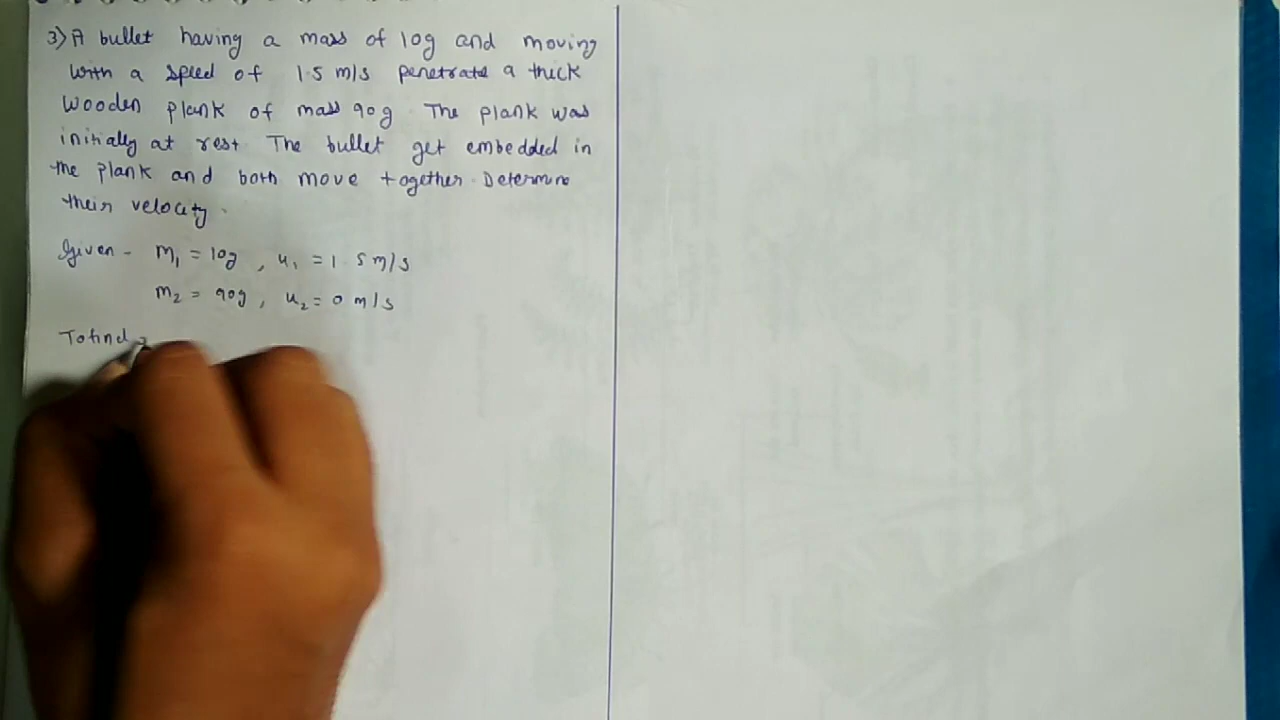 3) A bullet having a mass of 10g and moving
with a speed of 1.5 m/s penetrate a thick
wooden plank of mass 90g. The plank was
initially at rest. The bullet get embedded in
the plank and both move together. Determine
their velocity.
Given - m₁ = 10g, u₁ = 1.5 m/s
m₂ = 90g, u₂ = 0 m/s
To find